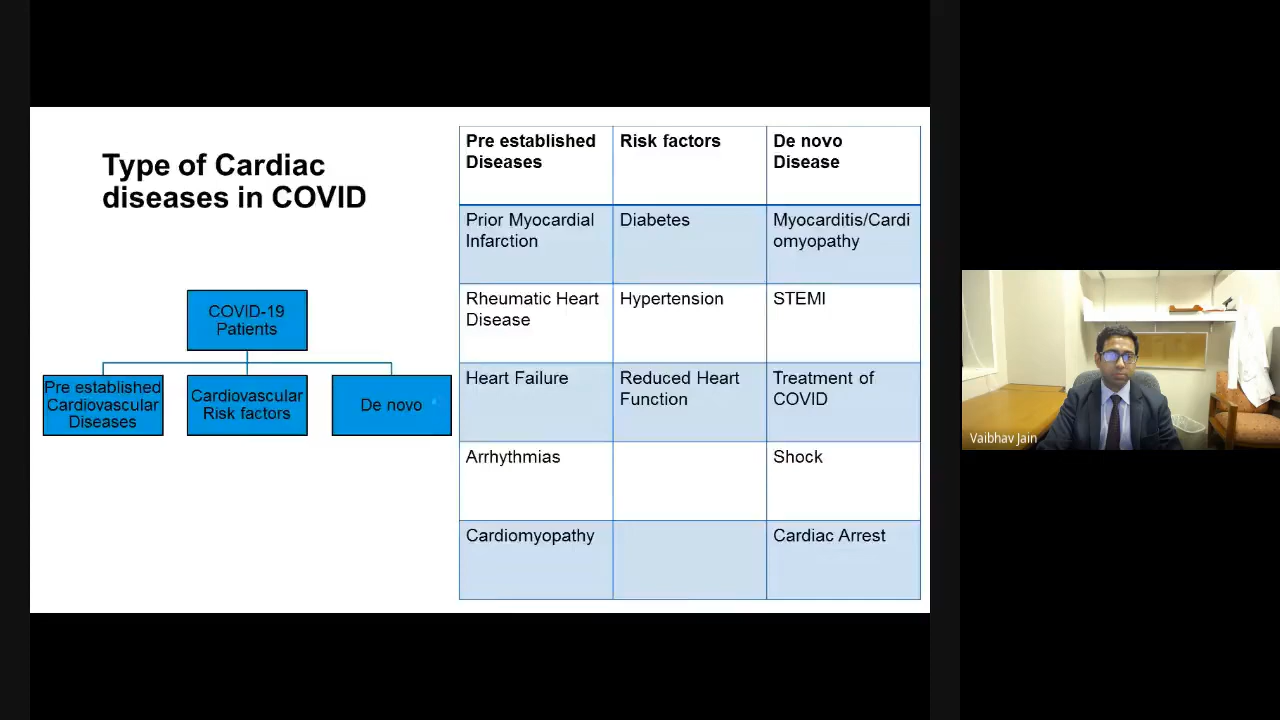 Type of Cardiac
diseases in COVID
COVID-19
Patients
Pre established
Cardiovascular
Diseases
Cardiovascular
Risk factors
De novo
Pre established
Diseases
Risk factors
De novo
Disease
Prior Myocardial
Infarction
Diabetes
Myocarditis/Cardi
omyopathy
Rheumatic Heart
Disease
Hypertension
STEMI
Heart Failure
Reduced Heart
Function
Treatment of
COVID
Arrhythmias
Shock
Cardiomyopathy
Cardiac Arrest
Vaibhav Jain